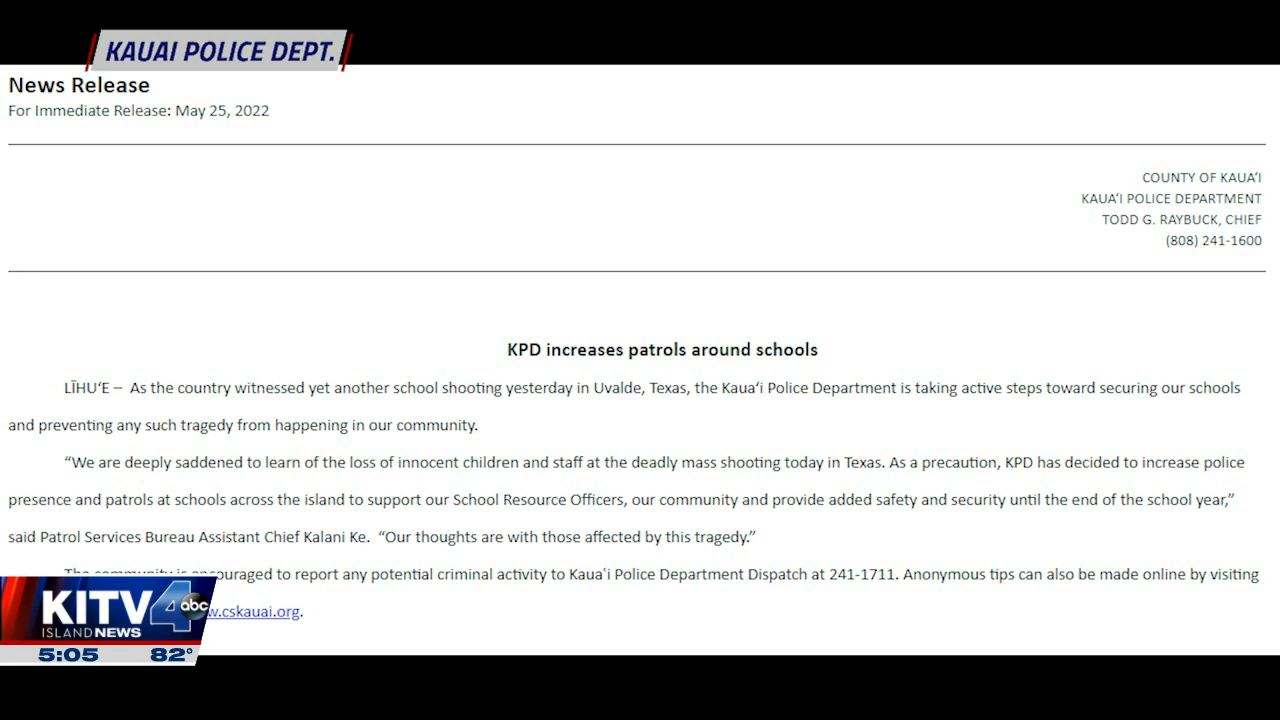 KAUAI POLICE DEPT.
News Release
For Immediate Release: May 25, 2022
COUNTY OF KAUAʻI
KAUAʻI POLICE DEPARTMENT
TODD G. RAYBUCK, CHIEF
(808) 241-1600
KPD increases patrols around schools
LĪHUʻE – As the country witnessed yet another school shooting yesterday in Uvalde, Texas, the Kauaʻi Police Department is taking active steps toward securing our schools
and preventing any such tragedy from happening in our community.
“We are deeply saddened to learn of the loss of innocent children and staff at the deadly mass shooting today in Texas. As a precaution, KPD has decided to increase police
presence and patrols at schools across the island to support our School Resource Officers, our community and provide added safety and security until the end of the school year,”
said Patrol Services Bureau Assistant Chief Kalani Ke.  “Our thoughts are with those affected by this tragedy.”
The community is encouraged to report any potential criminal activity to Kauaʻi Police Department Dispatch at 241-1711. Anonymous tips can also be made online by visiting
w.cskauai.org.
KITV 4 abc
ISLAND NEWS
5:05 82°